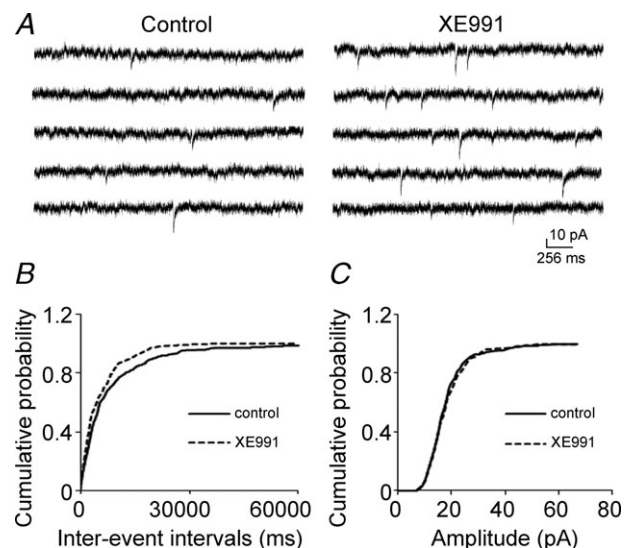 A
Control
XE991
10 pA
256 ms
B
Cumulative probability
1.2
0.8
0.4
0
control
XE991
0
30000
60000
Inter-event intervals (ms)
C
Cumulative probability
1.2
0.8
0.4
0
control
XE991
0
20
40
60
80
Amplitude (pA)